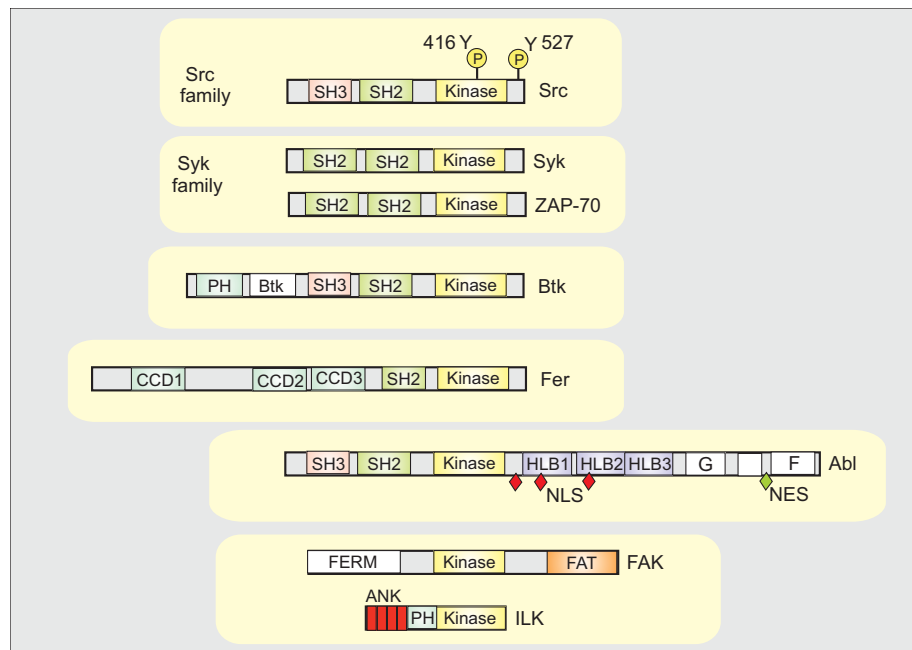 416 Y P Y 527 P
Src family
SH3 SH2 Kinase Src
Syk family
SH2 SH2 Kinase Syk
SH2 SH2 Kinase ZAP-70
PH Btk SH3 SH2 Kinase Btk
CCD1 CCD2 CCD3 SH2 Kinase Fer
SH3 SH2 Kinase HLB1 HLB2 HLB3 G F Abl
NLS NES
FERM Kinase FAT FAK
ANK
PH Kinase ILK